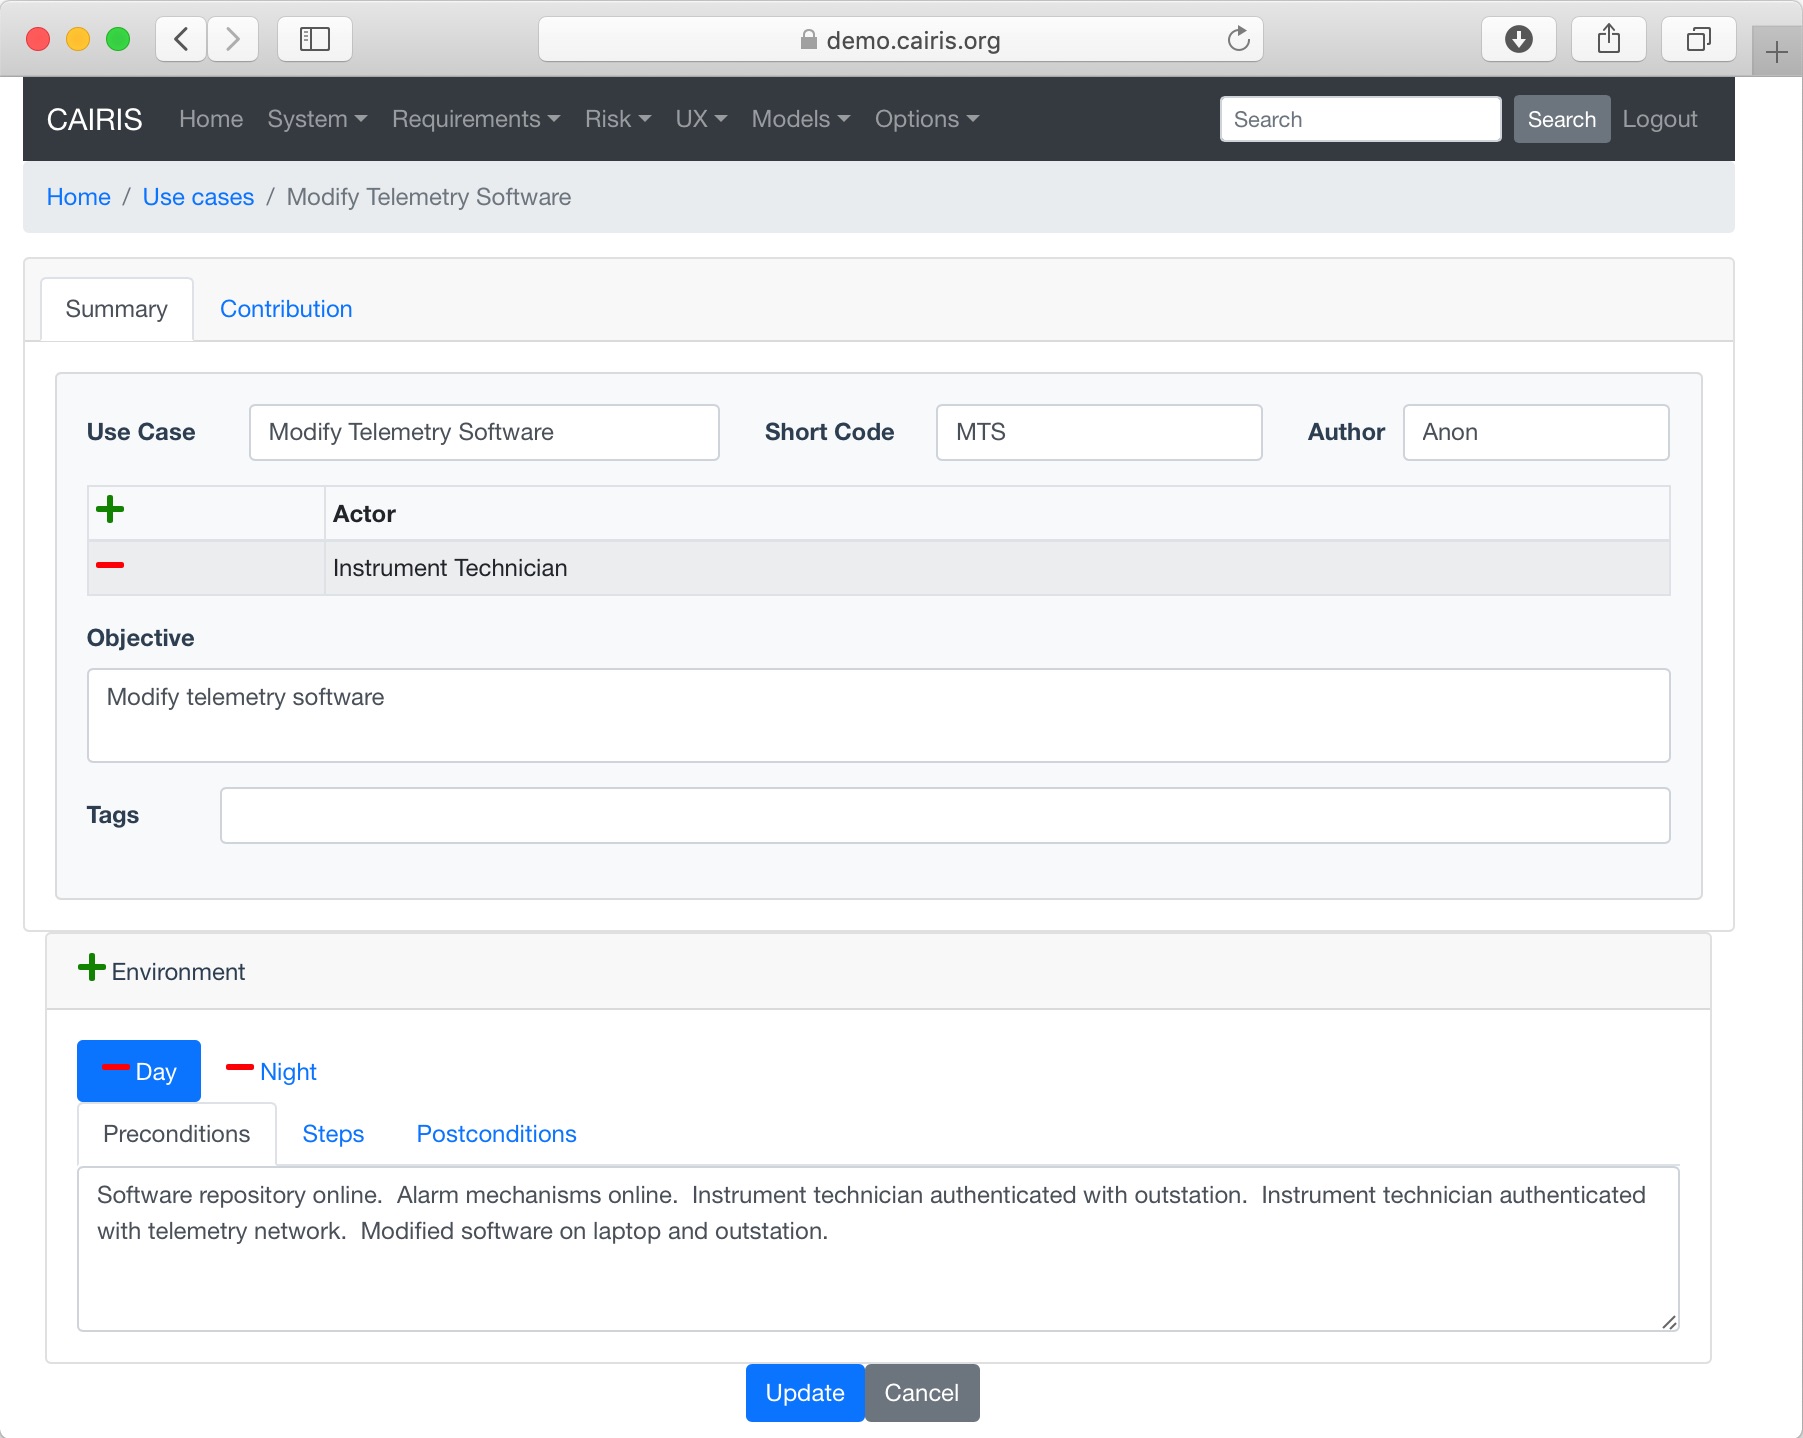 demo.cairis.org
CAIRIS Home System Requirements Risk UX Models Options Search Search Logout
Home / Use cases / Modify Telemetry Software
Summary Contribution
Use Case Modify Telemetry Software Short Code MTS Author Anon
Actor
Instrument Technician
Objective
Modify telemetry software
Tags
Environment
Day Night
Preconditions Steps Postconditions
Software repository online.  Alarm mechanisms online.  Instrument technician authenticated with outstation.  Instrument technician authenticated
with telemetry network.  Modified software on laptop and outstation.
Update Cancel